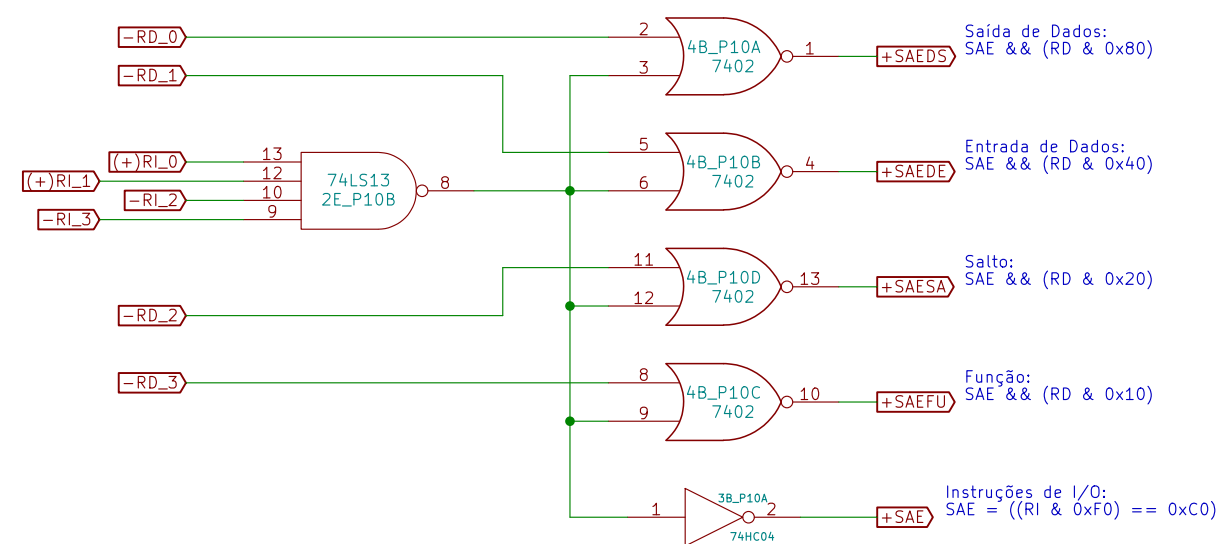 -RD_0
2
3
4B_P10A
7402
1
+SAEDS
Saída de Dados:
SAE && (RD & 0x80)
-RD_1
5
6
4B_P10B
7402
4
+SAEDE
Entrada de Dados:
SAE && (RD & 0x40)
(+)RI_0
13
(+)RI_1
12
-RI_2
10
-RI_3
9
74LS13
2E_P10B
8
11
12
4B_P10D
7402
13
+SAESA
Salto:
SAE && (RD & 0x20)
-RD_2
-RD_3
8
9
4B_P10C
7402
10
+SAEFU
Função:
SAE && (RD & 0x10)
1
3B_P10A
2
74HC04
+SAE
Instruções de I/O:
SAE = ((RI & 0xF0) == 0xC0)